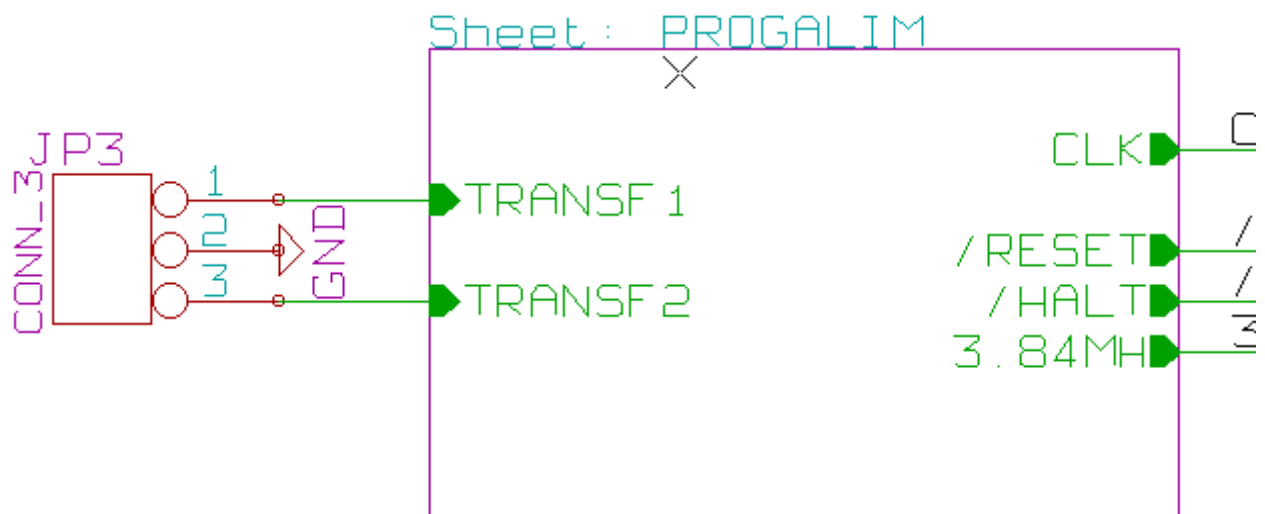 Sheet: PROGALIM
JP3
CONN_3
1
2
3
GND
TRANSF1
TRANSF2
CLK
/RESET
/HALT
3.84MH